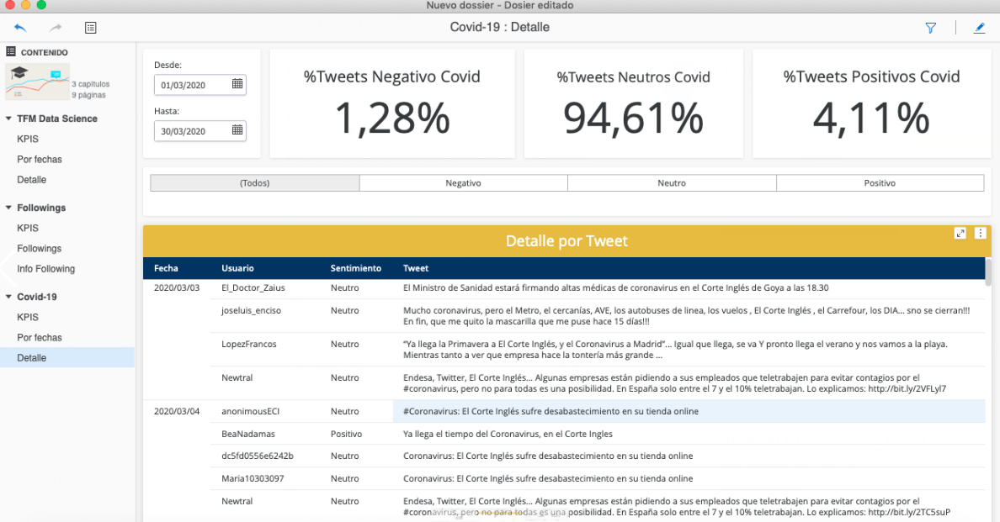 Nuevo dossier - Dosier editado
Covid-19 : Detalle
CONTENIDO
3 capítulos
9 páginas
TFM Data Science
KPIS
Por fechas
Detalle
Followings
KPIS
Followings
Info Following
Covid-19
KPIS
Por fechas
Detalle
Desde:
01/03/2020
Hasta:
30/03/2020
%Tweets Negativo Covid
1,28%
%Tweets Neutros Covid
94,61%
%Tweets Positivos Covid
4,11%
(Todos) Negativo Neutro Positivo
Detalle por Tweet
Fecha Usuario Sentimiento Tweet
2020/03/03 El_Doctor_Zaius Neutro El Ministro de Sanidad estará firmando altas médicas de coronavirus en el Corte Inglés de Goya a las 18.30
joseluis_enciso Neutro Mucho coronavirus, pero el Metro, el cercanías, AVE, los autobuses de linea, los vuelos , El Corte Inglés , el Carrefour, los DIA... sno se cierran!!!
En fin, que me quito la mascarilla que me puse hace 15 días!!!
LopezFrancos Neutro “Ya llega la Primavera a El Corte Inglés, y el Coronavirus a Madrid”... Igual que llega, se va Y pronto llega el verano y nos vamos a la playa.
Mientras tanto a ver que empresa hace la tontería más grande ...
Newtral Neutro Endesa, Twitter, El Corte Inglés... Algunas empresas están pidiendo a sus empleados que teletrabajen para evitar contagios por el
#coronavirus, pero no para todas es una posibilidad. En España solo entre el 7 y el 10% teletrabajan. Lo explicamos: http://bit.ly/2VFLyl7
2020/03/04 anonimousECI Neutro #Coronavirus: El Corte Inglés sufre desabastecimiento en su tienda online
BeaNadamas Positivo Ya llega el tiempo del Coronavirus, en el Corte Ingles
dc5fd0556e6242b Neutro Coronavirus: El Corte Inglés sufre desabastecimiento en su tienda online
Maria10303097 Neutro Coronavirus: El Corte Inglés sufre desabastecimiento en su tienda online
Newtral Neutro Endesa, Twitter, El Corte Inglés... Algunas empresas están pidiendo a sus empleados que teletrabajen para evitar contagios por el
#coronavirus, pero no para todas es una posibilidad. En España solo entre el 7 y el 10% teletrabajan. Lo explicamos: http://bit.ly/2TC5suP